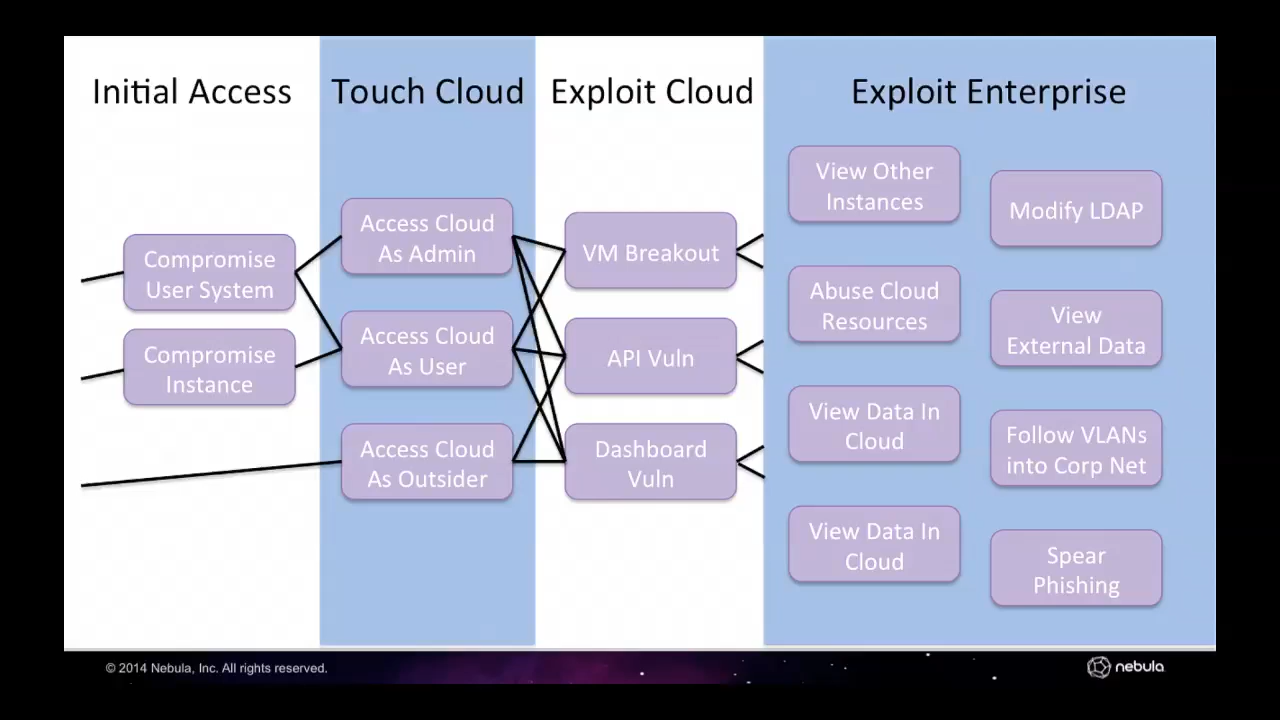 Initial Access
Touch Cloud
Exploit Cloud
Exploit Enterprise
Compromise
User System
Compromise
Instance
Access Cloud
As Admin
Access Cloud
As User
Access Cloud
As Outsider
VM Breakout
API Vuln
Dashboard
Vuln
View Other
Instances
Abuse Cloud
Resources
View Data In
Cloud
View Data In
Cloud
Modify LDAP
View
External Data
Follow VLANs
into Corp Net
Spear
Phishing
© 2014 Nebula, Inc. All rights reserved.
nebula